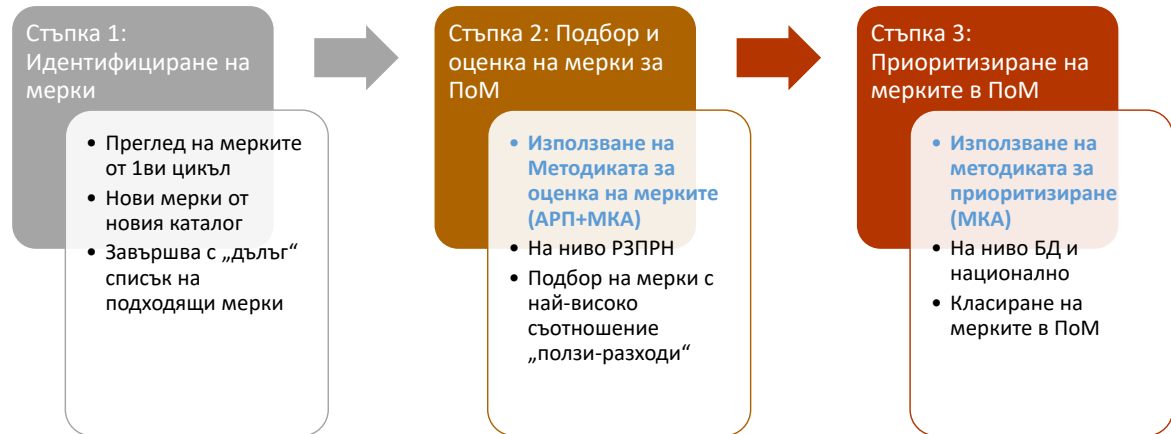 Стъпка 1:
Идентифициране на
мерки
• Преглед на мерките
от 1ви цикъл
• Нови мерки от
новия каталог
• Завършва с „дълъг“
списък на
подходящи мерки
Стъпка 2: Подбор и
оценка на мерки за
ПоМ
• Използване на
Методиката за
оценка на мерките
(АРП+МКА)
• На ниво РЗПРН
• Подбор на мерки с
най-високо
съотношение
„ползи-разходи“
Стъпка 3:
Приоритизиране на
мерките в ПоМ
• Използване на
методиката за
приоритизиране
(МКА)
• На ниво БД и
национално
• Класиране на
мерките в ПоМ